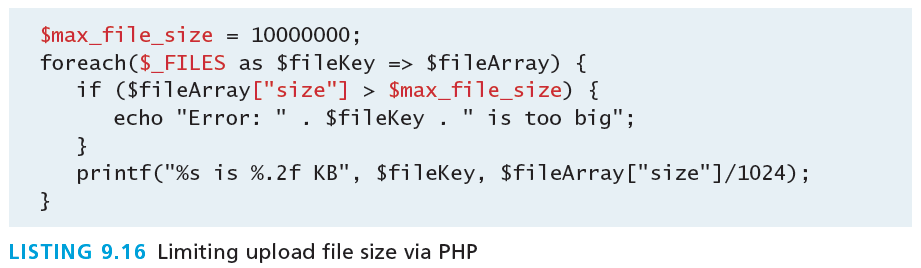 $max_file_size = 10000000;
foreach($_FILES as $fileKey => $fileArray) {
if ($fileArray["size"] > $max_file_size) {
echo "Error: " . $fileKey . " is too big";
}
printf("%s is %.2f KB", $fileKey, $fileArray["size"]/1024);
}
LISTING 9.16 Limiting upload file size via PHP